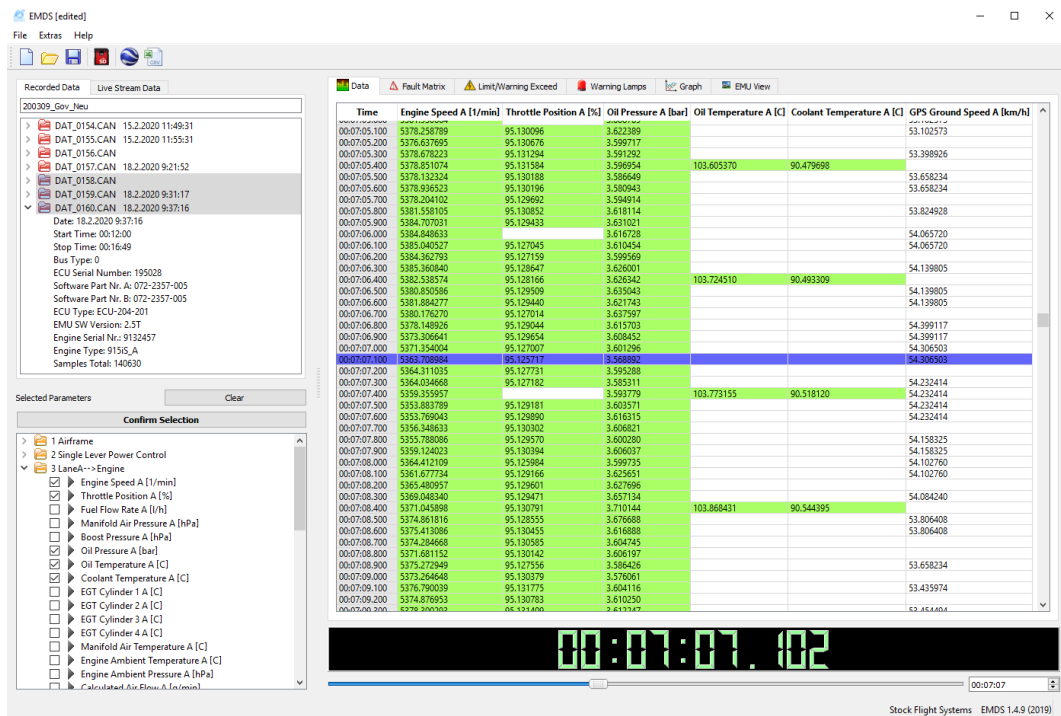 EMDS [edited]
File Extras Help
Recorded Data Live Stream Data
200309_Gov_Neu
DAT_0154.CAN 15.2.2020 11:49:31
DAT_0155.CAN 15.2.2020 11:55:31
DAT_0156.CAN
DAT_0157.CAN 18.2.2020 9:21:52
DAT_0158.CAN
DAT_0159.CAN 18.2.2020 9:31:17
DAT_0160.CAN 18.2.2020 9:37:16
Date: 18.2.2020 9:37:16
Start Time: 00:12:00
Stop Time: 00:16:49
Bus Type: 0
ECU Serial Number: 195028
Software Part Nr. A: 072-2357-005
Software Part Nr. B: 072-2357-005
ECU Type: ECU-204-201
EMU SW Version: 2.5T
Engine Serial Nr.: 9132457
Engine Type: 915iS_A
Samples Total: 140630
Selected Parameters Clear
Confirm Selection
1 Airframe
2 Single Lever Power Control
3 LaneA-->Engine
Engine Speed A [1/min]
Throttle Position A [%]
Fuel Flow Rate A [l/h]
Manifold Air Pressure A [hPa]
Boost Pressure A [hPa]
Oil Pressure A [bar]
Oil Temperature A [C]
Coolant Temperature A [C]
EGT Cylinder 1 A [C]
EGT Cylinder 2 A [C]
EGT Cylinder 3 A [C]
EGT Cylinder 4 A [C]
Manifold Air Temperature A [C]
Engine Ambient Temperature A [C]
Engine Ambient Pressure A [hPa]
Calculated Air Flow A [g/min]
Data Fault Matrix Limit/Warning Exceed Warning Lamps Graph EMU View
Time Engine Speed A [1/min] Throttle Position A [%] Oil Pressure A [bar] Oil Temperature A [C] Coolant Temperature A [C] GPS Ground Speed A [km/h]
00:07:05.100 5378.258789 95.130096 3.622389 53.102573
00:07:05.200 5376.637695 95.130676 3.599717
00:07:05.300 5378.678223 95.131294 3.591292 53.398926
00:07:05.400 5378.851074 95.131584 3.596954 103.605370 90.479698
00:07:05.500 5378.132324 95.130188 3.586649 53.658234
00:07:05.600 5378.936523 95.130196 3.580943 53.658234
00:07:05.700 5378.204102 95.129692 3.594914
00:07:05.800 5381.558105 95.130852 3.618114 53.824928
00:07:05.900 5384.707031 95.129433 3.631021
00:07:06.000 5384.848633 3.616728 54.065720
00:07:06.100 5385.040527 95.127045 3.610454 54.065720
00:07:06.200 5384.362793 95.127159 3.599569
00:07:06.300 5385.360840 95.128647 3.626001 54.139805
00:07:06.400 5382.538574 95.128166 3.626342 103.724510 90.493309
00:07:06.500 5380.850586 95.129509 3.635043 54.139805
00:07:06.600 5381.884277 95.129440 3.621743 54.139805
00:07:06.700 5380.176270 95.127014 3.637597
00:07:06.800 5378.148926 95.129044 3.615703 54.399117
00:07:06.900 5373.306641 95.129654 3.608452 54.399117
00:07:07.000 5371.354004 95.127007 3.601296 54.306503
00:07:07.100 5363.708984 95.125717 3.568892 54.306503
00:07:07.200 5364.311035 95.127731 3.595288
00:07:07.300 5364.034668 95.127182 3.585311 54.232414
00:07:07.400 5359.355957 3.593779 103.773155 90.518120 54.232414
00:07:07.500 5353.883789 95.129181 3.603571 54.232414
00:07:07.600 5353.769043 95.129890 3.616315 54.232414
00:07:07.700 5356.348633 95.130302 3.606821
00:07:07.800 5355.788086 95.129570 3.600280 54.158325
00:07:07.900 5359.124023 95.130394 3.606037 54.158325
00:07:08.000 5364.412109 95.125984 3.599735 54.102760
00:07:08.100 5361.677734 95.129166 3.625651 54.102760
00:07:08.200 5365.480957 95.129601 3.627696
00:07:08.300 5369.048340 95.129471 3.657134 54.084240
00:07:08.400 5371.045898 95.130791 3.710144 103.868431 90.544395
00:07:08.500 5374.861816 95.128555 3.676688 53.806408
00:07:08.600 5375.413086 95.130455 3.616888 53.806408
00:07:08.700 5374.284668 95.130585 3.604745
00:07:08.800 5371.681152 95.130142 3.606197
00:07:08.900 5375.272949 95.127556 3.586426 53.658234
00:07:09.000 5373.264648 95.130379 3.576061
00:07:09.100 5376.790039 95.131775 3.604116 53.435974
00:07:09.200 5374.876953 95.130783 3.610250
00:07:07.102
00:07:07
Stock Flight Systems EMDS 1.4.9 (2019)